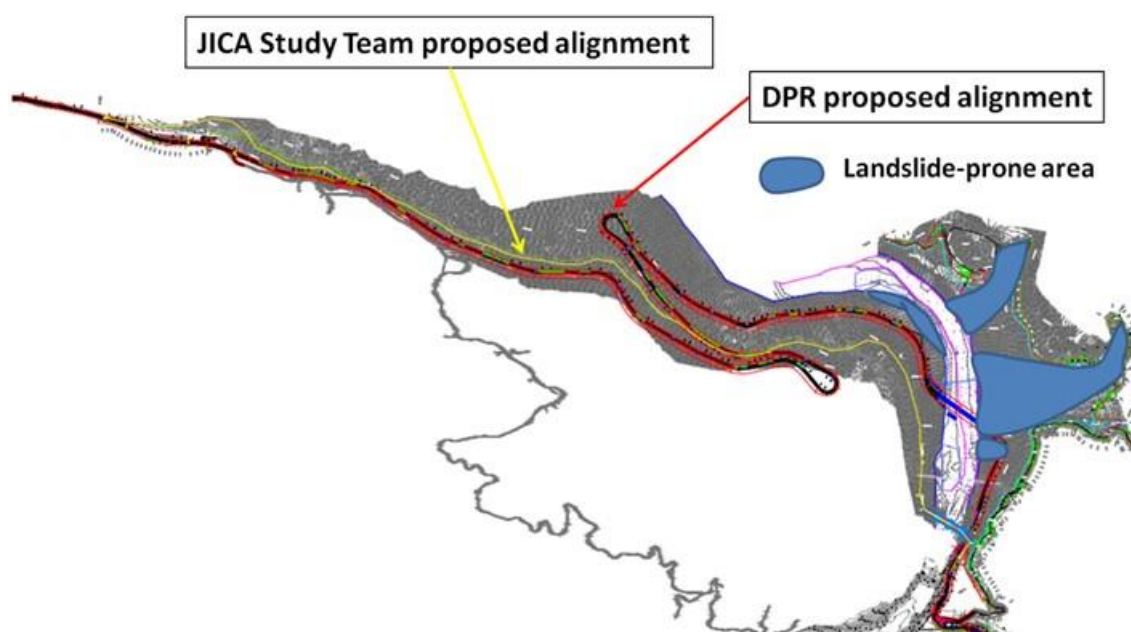 JICA Study Team proposed alignment
DPR proposed alignment
Landslide-prone area